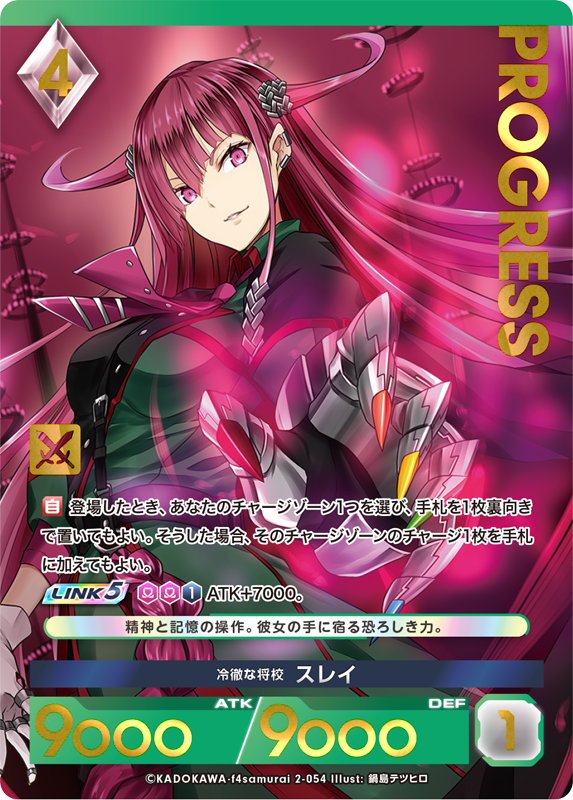 4
PROGRESS
自 登場したとき、あなたのチャージゾーン1つを選び、手札を1枚裏向き
で置いてもよい。そうした場合、そのチャージゾーンのチャージ1枚を手札
に加えてもよい。
LINK 5 Ω Ω 1 ATK+7000。
精神と記憶の操作。彼女の手に宿る恐ろしき力。
冷徹な将校 スレイ
ATK DEF
9000 / 9000 1
©KADOKAWA·f4samurai 2-054 Illust: 鍋島テツヒロ